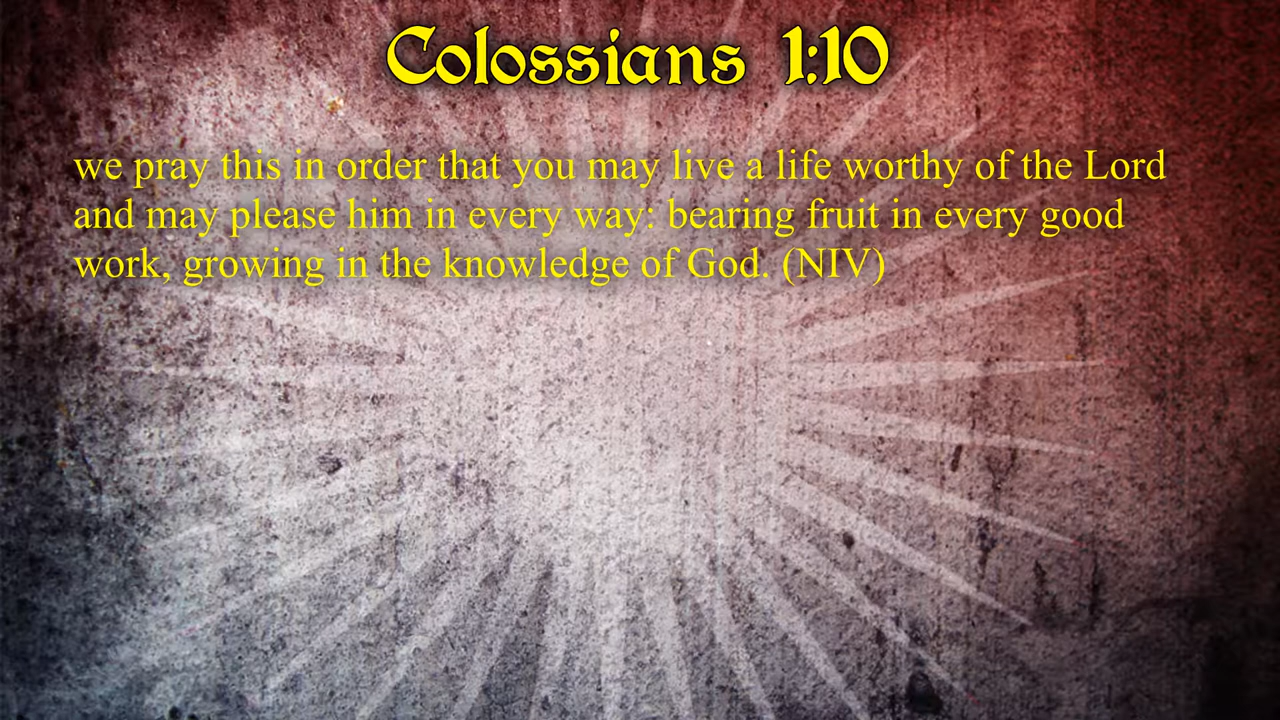 Colossians 1:10
we pray this in order that you may live a life worthy of the Lord
and may please him in every way: bearing fruit in every good
work, growing in the knowledge of God. (NIV)